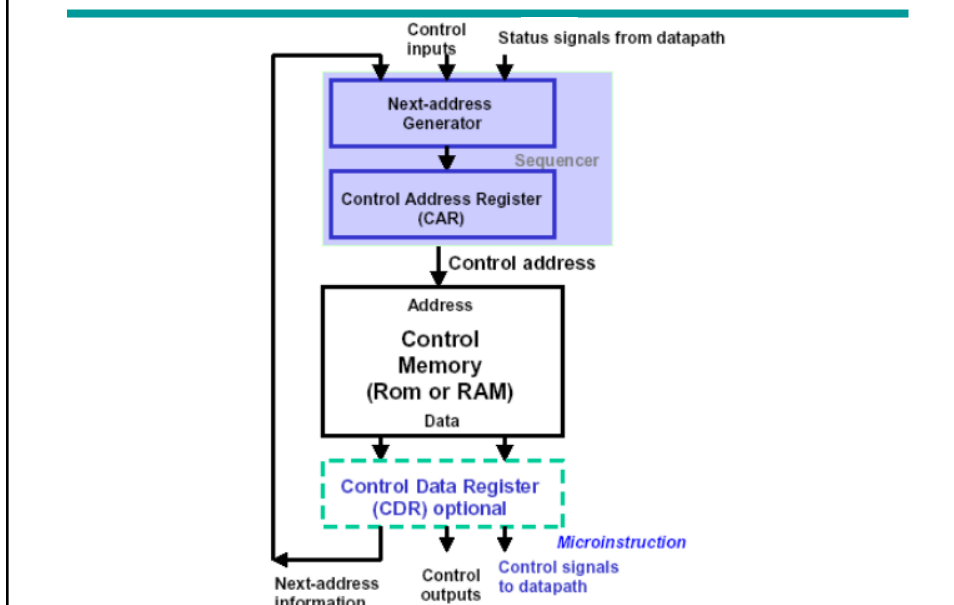 Control
inputs
Status signals from datapath
Next-address
Generator
Sequencer
Control Address Register
(CAR)
Control address
Address
Control
Memory
(Rom or RAM)
Data
Control Data Register
(CDR) optional
Microinstruction
Next-address
information
Control
outputs
Control signals
to datapath